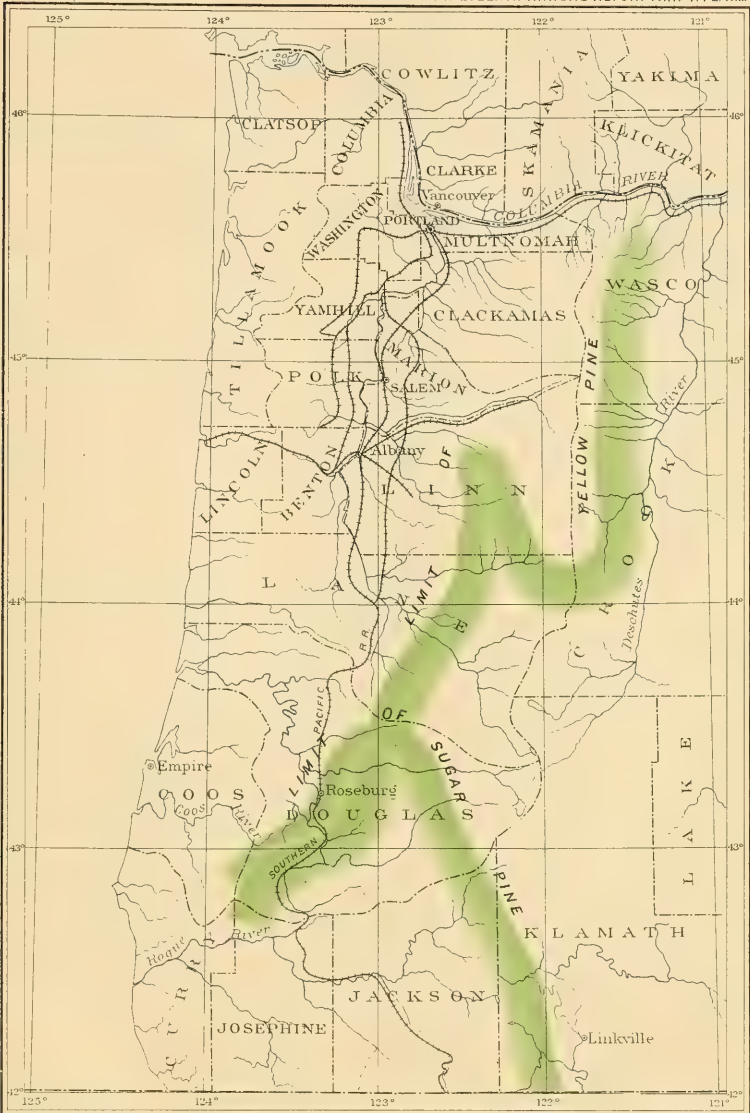 125° 124° 123° 122° 121°
COWLITZ
SKAMANIA
YAKIMA
46° 46°
CLATSOP
COLUMBIA
KLICKITAT
CLARKE
Vancouver
COLUMBIA RIVER
WASHINGTON
PORTLAND
MULTNOMAH
TILLAMOOK
WASCO
YAMHILL
CLACKAMAS
45° 45°
POLK
MARION
SALEM
YELLOW PINE
River
Albany
OF
LINCOLN
BENTON
LINN
CROOK
LIMIT
LANE
44° 44°
Deschutes
R.R.
PACIFIC
OF
SUGAR
LIMIT
Empire
LAKE
COOS
Roseburg
Coos River
DOUGLAS
43° 43°
SOUTHERN
PINE
KLAMATH
Rogue River
CURRY
JACKSON
JOSEPHINE
Linkville
42° 42°
125° 124° 123° 122° 121°